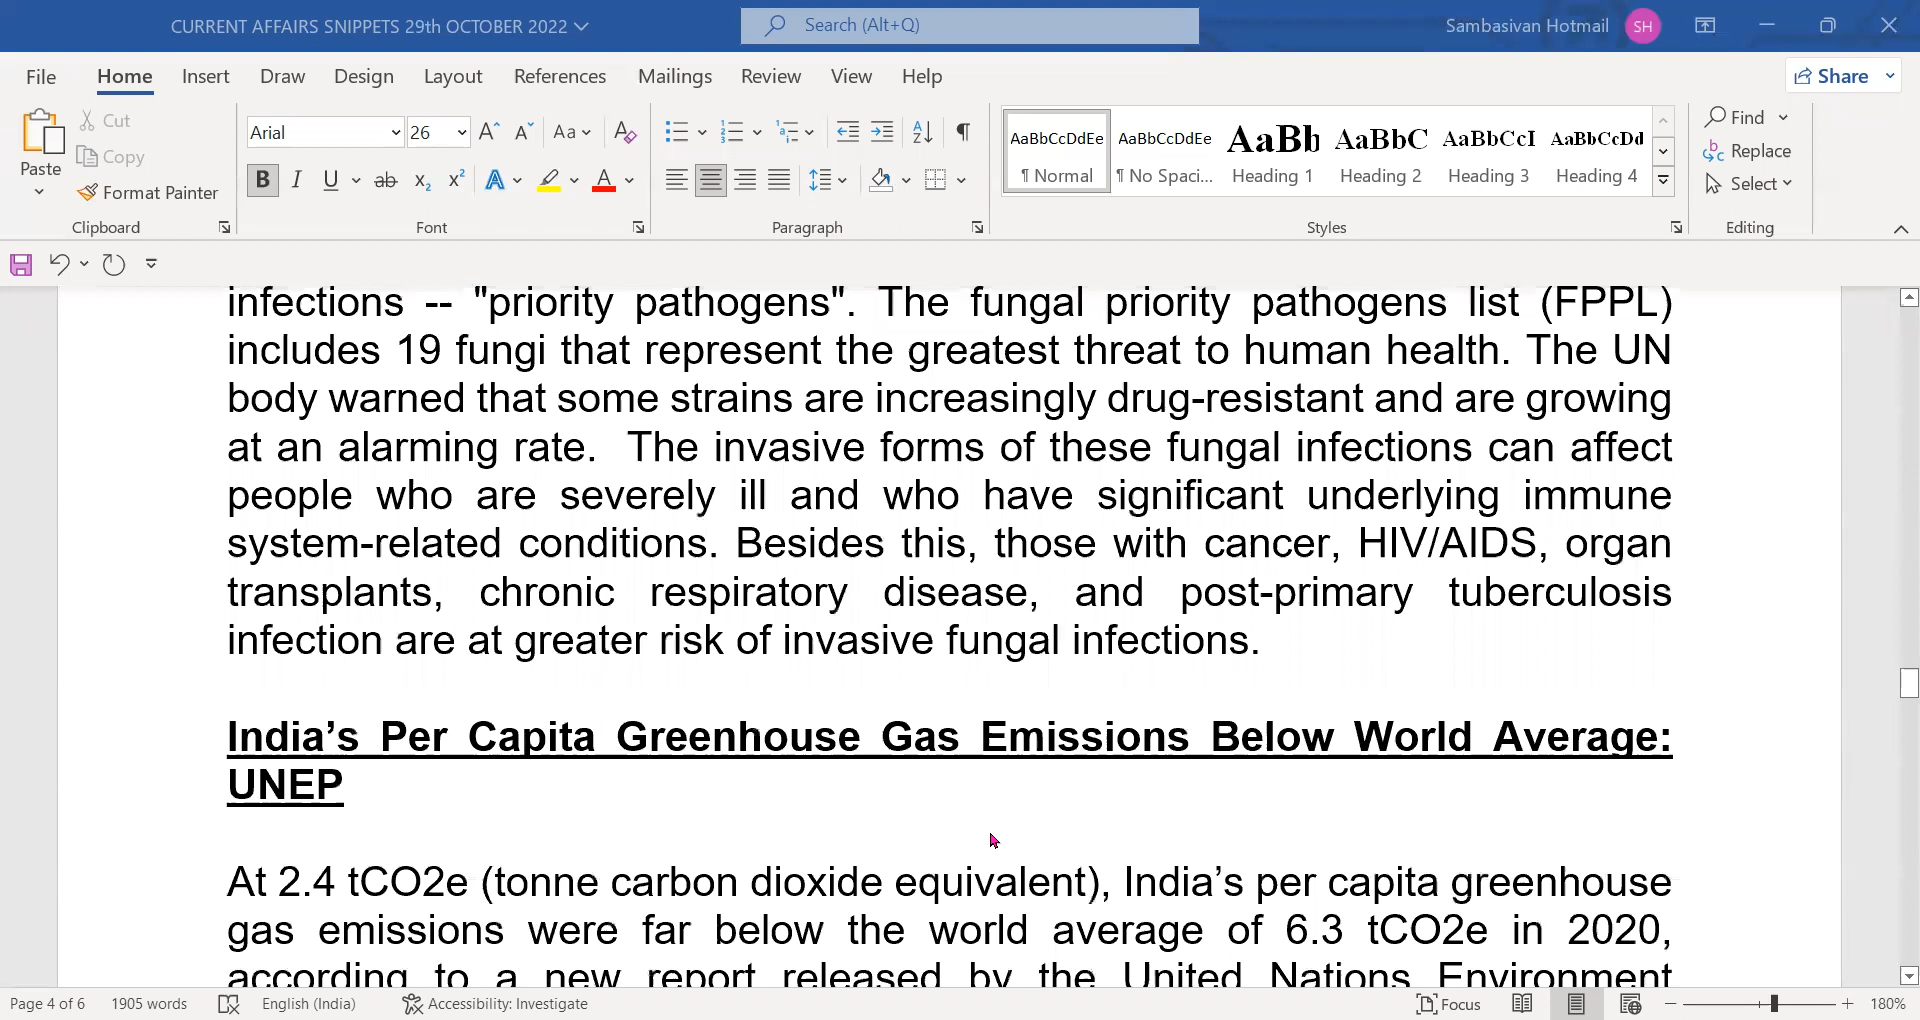 CURRENT AFFAIRS SNIPPETS 29th OCTOBER 2022
Search (Alt+Q)
Sambasivan Hotmail SH
File Home Insert Draw Design Layout References Mailings Review View Help
Share
Paste
Cut
Copy
Format Painter
Clipboard
Arial 26
Font
Paragraph
AaBbCcDdEe AaBbCcDdEe AaBb AaBbC AaBbCcI AaBbCcDd
¶ Normal ¶ No Spaci... Heading 1 Heading 2 Heading 3 Heading 4
Styles
Find
Replace
Select
Editing
infections -- "priority pathogens". The fungal priority pathogens list (FPPL)
includes 19 fungi that represent the greatest threat to human health. The UN
body warned that some strains are increasingly drug-resistant and are growing
at an alarming rate. The invasive forms of these fungal infections can affect
people who are severely ill and who have significant underlying immune
system-related conditions. Besides this, those with cancer, HIV/AIDS, organ
transplants, chronic respiratory disease, and post-primary tuberculosis
infection are at greater risk of invasive fungal infections.
India’s Per Capita Greenhouse Gas Emissions Below World Average:
UNEP
At 2.4 tCO2e (tonne carbon dioxide equivalent), India’s per capita greenhouse
gas emissions were far below the world average of 6.3 tCO2e in 2020,
according to a new report released by the United Nations Environment
Page 4 of 6 1905 words English (India) Accessibility: Investigate Focus 180%